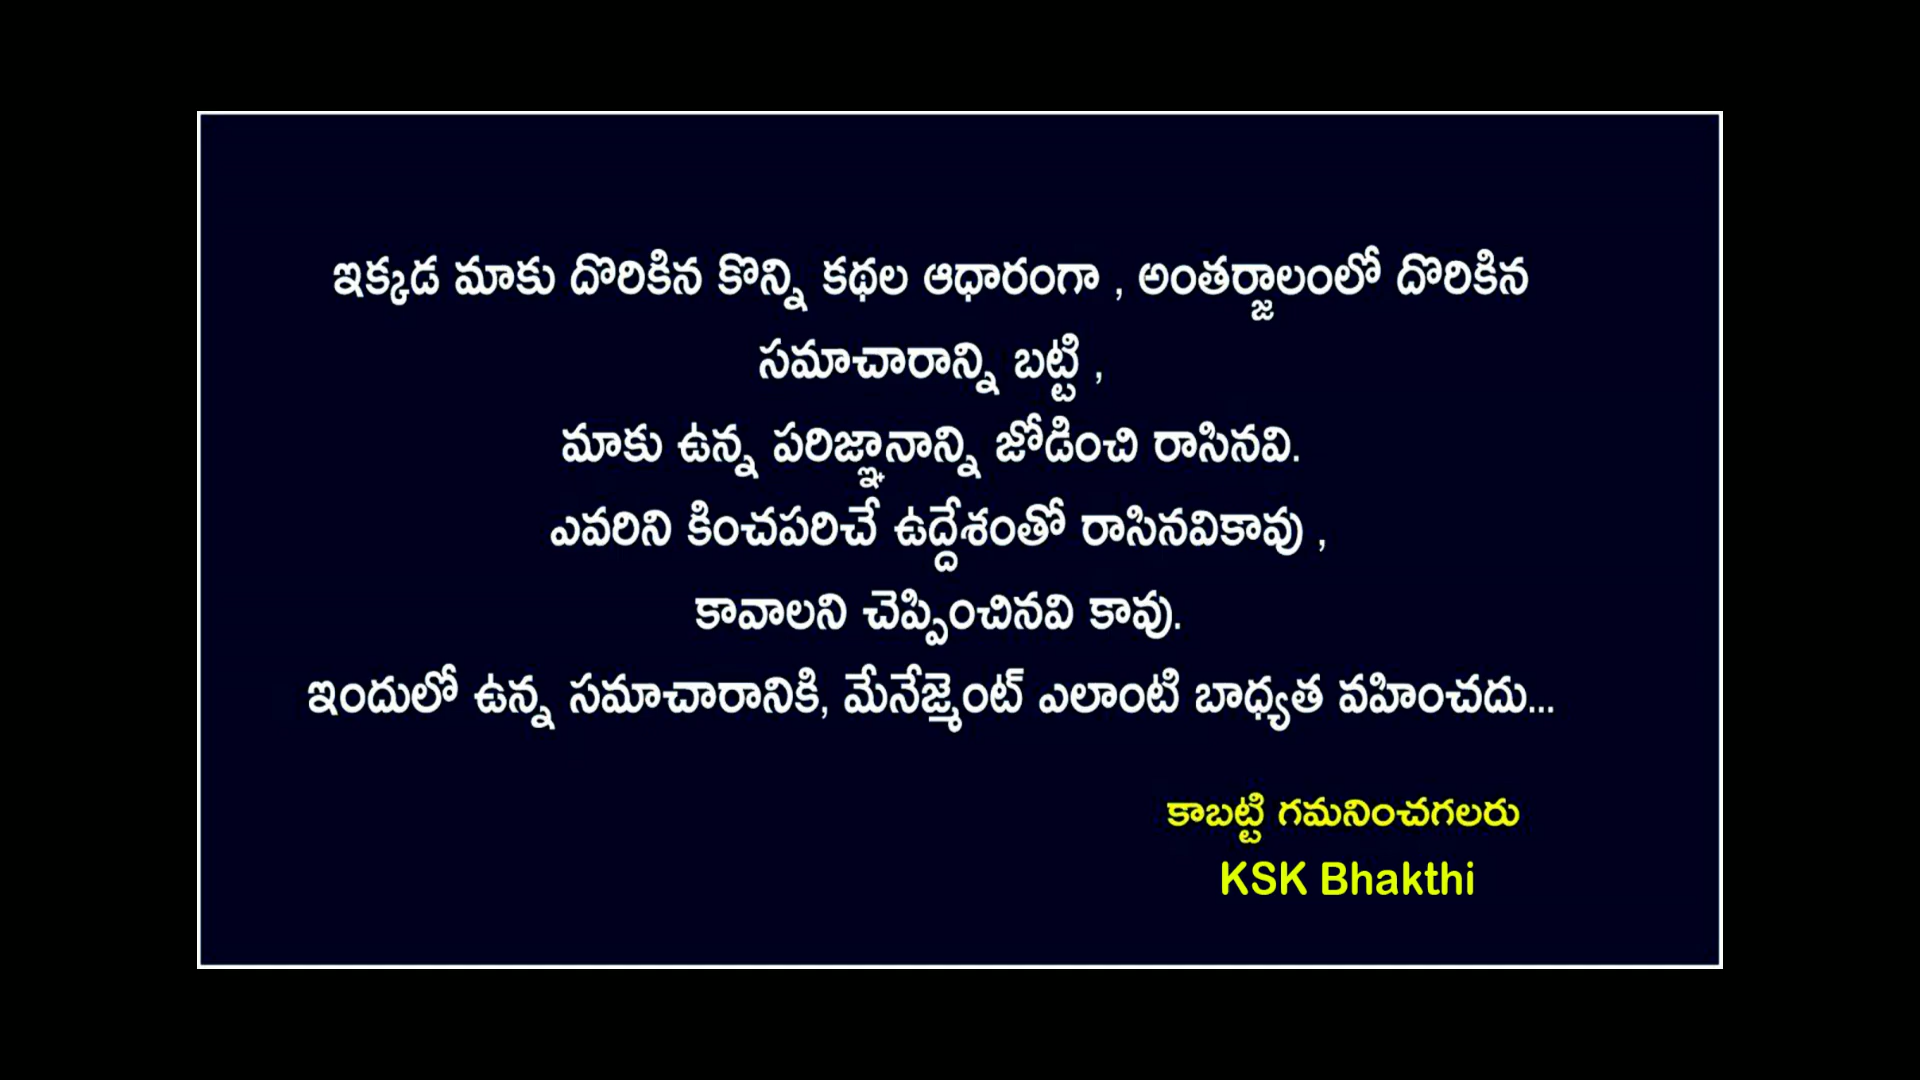 ఇక్కడ మాకు దొరికిన కొన్ని కథల ఆధారంగా , అంతర్జాలంలో దొరికిన
సమాచారాన్ని బట్టి ,
మాకు ఉన్న పరిజ్ఞానాన్ని జోడించి రాసినవి.
ఎవరిని కించపరిచే ఉద్దేశంతో రాసినవికావు ,
కావాలని చెప్పించినవి కావు.
ఇందులో ఉన్న సమాచారానికి, మేనేజ్మెంట్ ఎలాంటి బాధ్యత వహించదు...
కాబట్టి గమనించగలరు
KSK Bhakthi